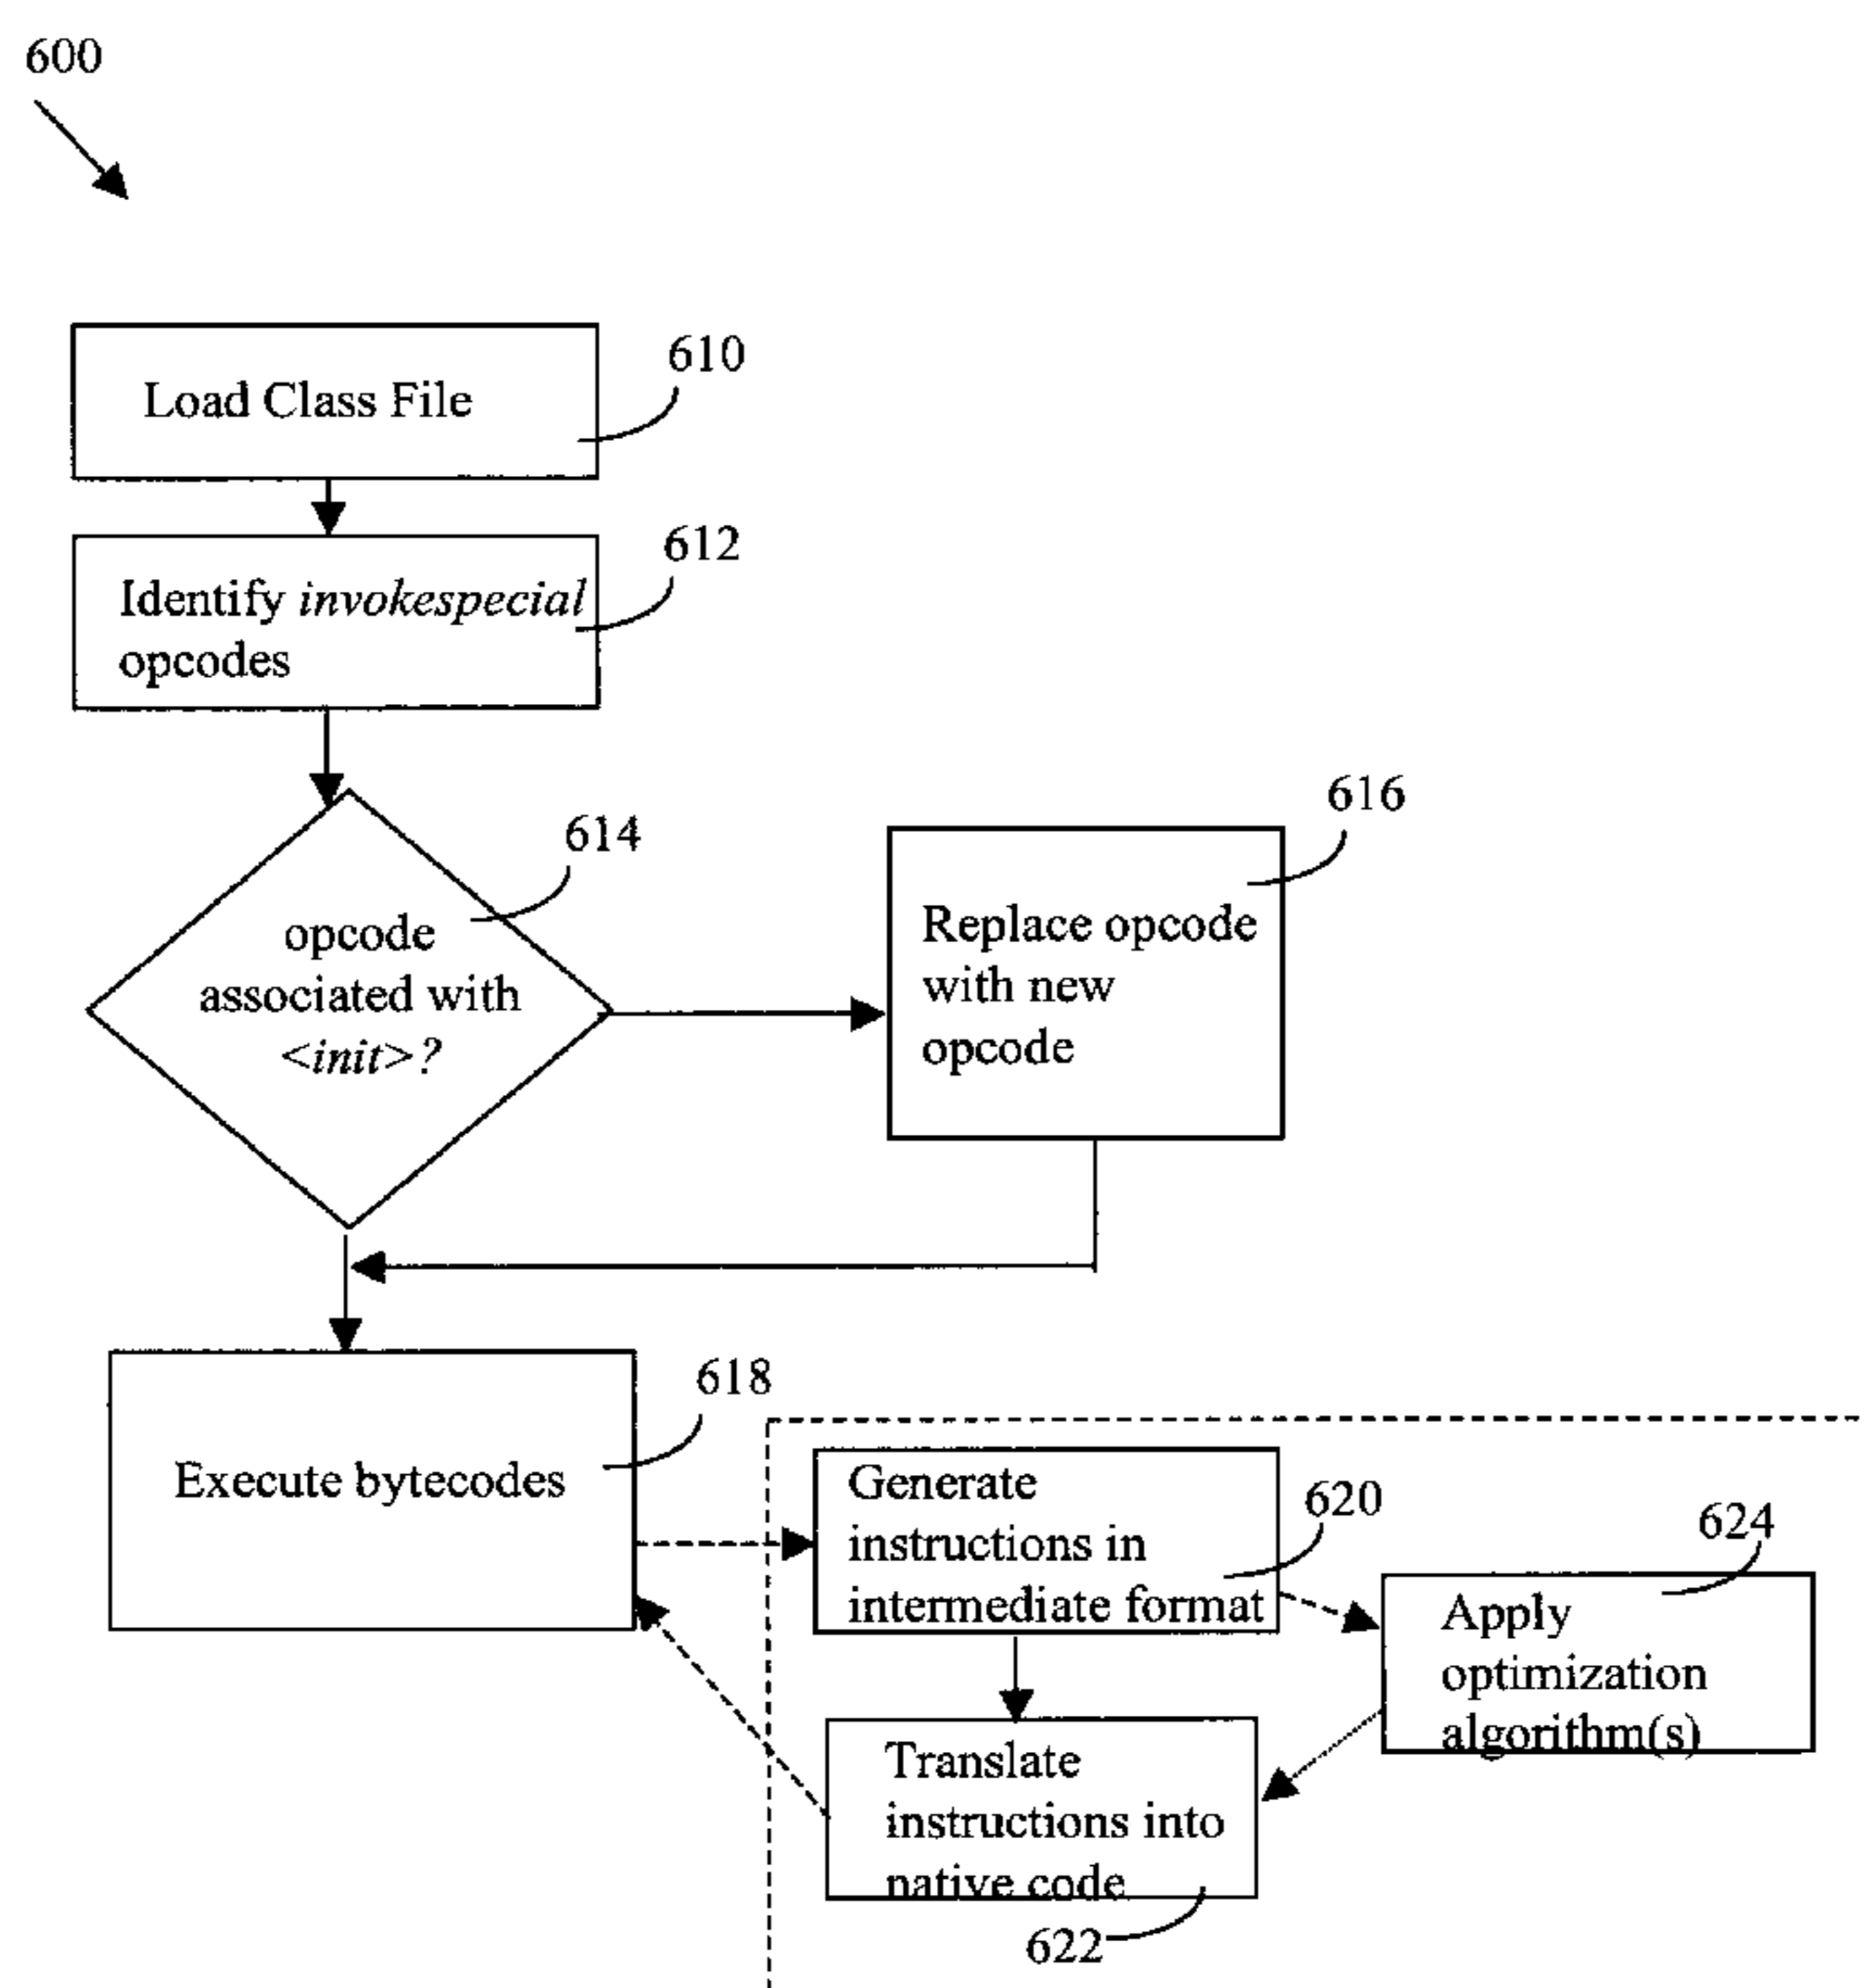 600
610
Load Class File
612
Identify invokespecial
opcodes
614
opcode
associated with
<init>?
616
Replace opcode
with new
opcode
618
Execute bytecodes
620
Generate
instructions in
intermediate format
624
Apply
optimization
algorithm(s)
Translate
instructions into
native code
622